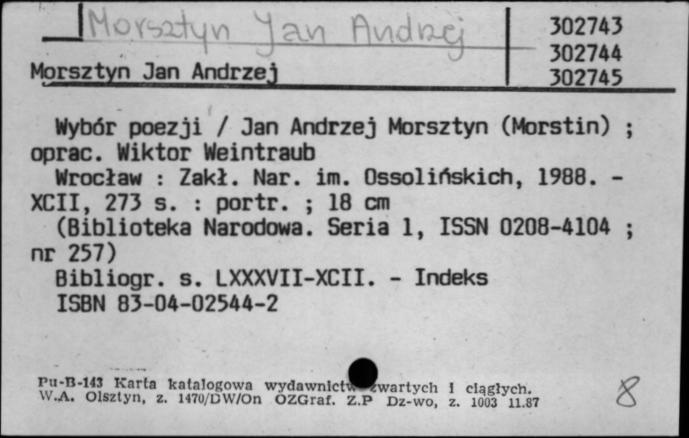 Morsztyn Jan Andrzej
302743
302744
Morsztyn Jan Andrzej
302745
Wybór poezji / Jan Andrzej Morsztyn (Morstin) ;
oprac. Wiktor Weintraub
Wrocław : Zakł. Nar. im. Ossolińskich, 1988. -
XCII, 273 s. : portr. ; 18 cm
(Biblioteka Narodowa. Seria 1, ISSN 0208-4104 ;
nr 257)
Bibliogr. s. LXXXVII-XCII. - Indeks
ISBN 83-04-02544-2
Pu-B-143 Karta katalogowa wydawnictw zwartych i ciągłych.
W.A. Olsztyn, z. 1470/DW/On OZGraf. Z.P Dz-wo, z. 1003 11.87
8